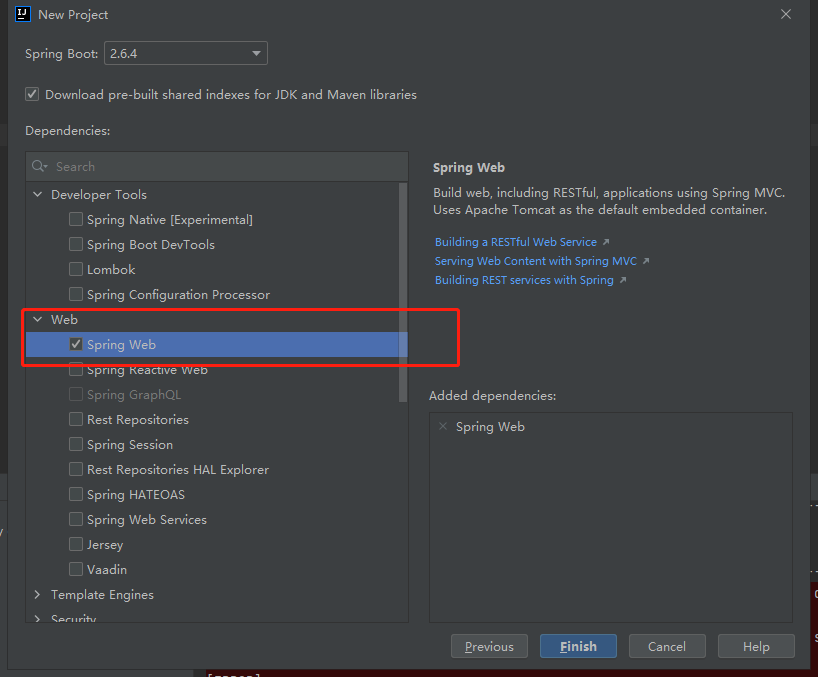 New Project
Spring Boot: 2.6.4
Download pre-built shared indexes for JDK and Maven libraries
Dependencies:
Search
Developer Tools
Spring Native [Experimental]
Spring Boot DevTools
Lombok
Spring Configuration Processor
Web
Spring Web
Spring Reactive Web
Spring GraphQL
Rest Repositories
Spring Session
Rest Repositories HAL Explorer
Spring HATEOAS
Spring Web Services
Jersey
Vaadin
Template Engines
Security
Spring Web
Build web, including RESTful, applications using Spring MVC.
Uses Apache Tomcat as the default embedded container.
Building a RESTful Web Service
Serving Web Content with Spring MVC
Building REST services with Spring
Added dependencies:
Spring Web
Previous
Finish
Cancel
Help